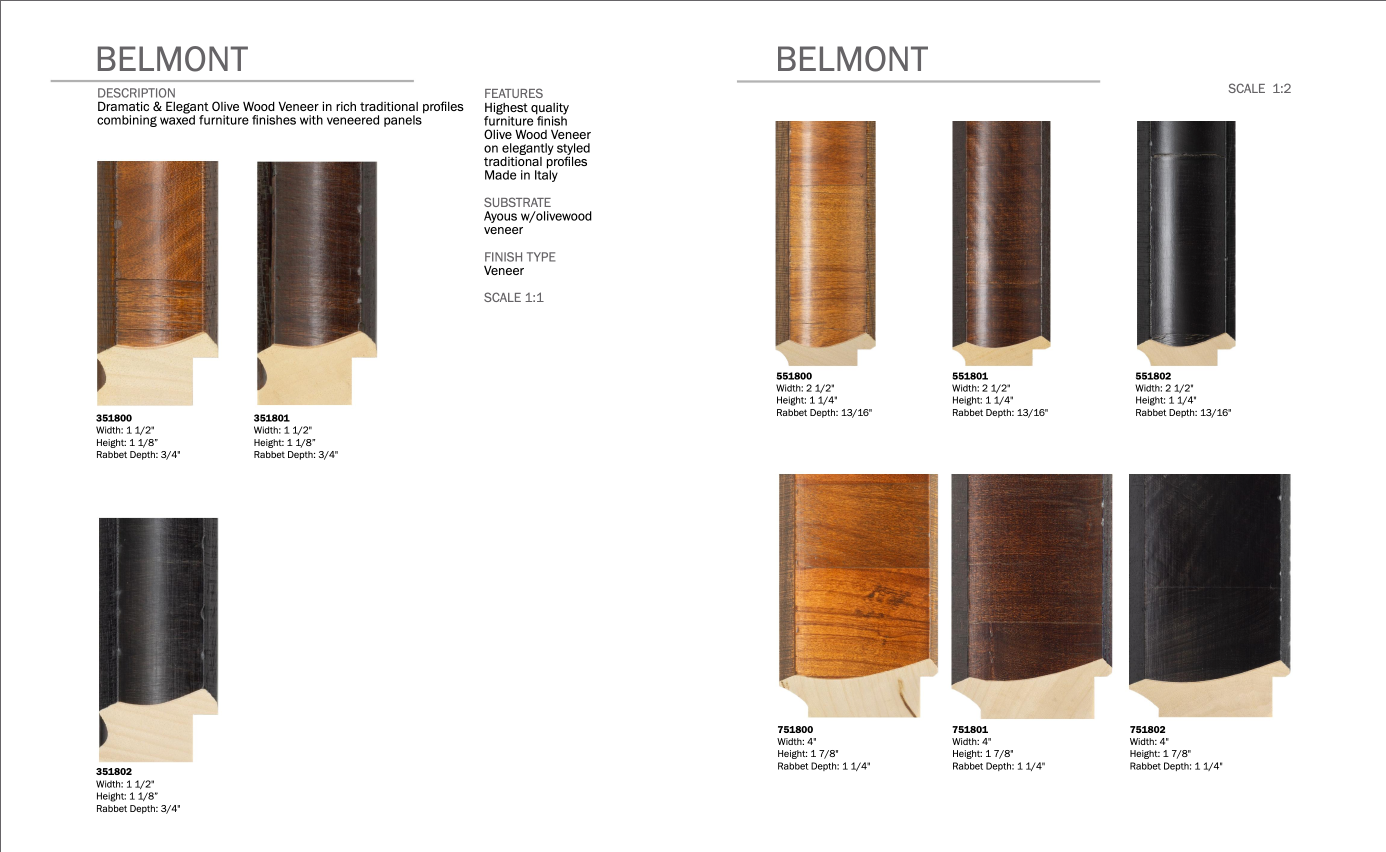 BELMONT
DESCRIPTION
Dramatic & Elegant Olive Wood Veneer in rich traditional profiles
combining waxed furniture finishes with veneered panels
FEATURES
Highest quality
furniture finish
Olive Wood Veneer
on elegantly styled
traditional profiles
Made in Italy
SUBSTRATE
Ayous w/olivewood
veneer
FINISH TYPE
Veneer
SCALE 1:1
351800
Width: 1 1/2"
Height: 1 1/8"
Rabbet Depth: 3/4"
351801
Width: 1 1/2"
Height: 1 1/8"
Rabbet Depth: 3/4"
351802
Width: 1 1/2"
Height: 1 1/8"
Rabbet Depth: 3/4"
BELMONT
SCALE 1:2
551800
Width: 2 1/2"
Height: 1 1/4"
Rabbet Depth: 13/16"
551801
Width: 2 1/2"
Height: 1 1/4"
Rabbet Depth: 13/16"
551802
Width: 2 1/2"
Height: 1 1/4"
Rabbet Depth: 13/16"
751800
Width: 4"
Height: 1 7/8"
Rabbet Depth: 1 1/4"
751801
Width: 4"
Height: 1 7/8"
Rabbet Depth: 1 1/4"
751802
Width: 4"
Height: 1 7/8"
Rabbet Depth: 1 1/4"